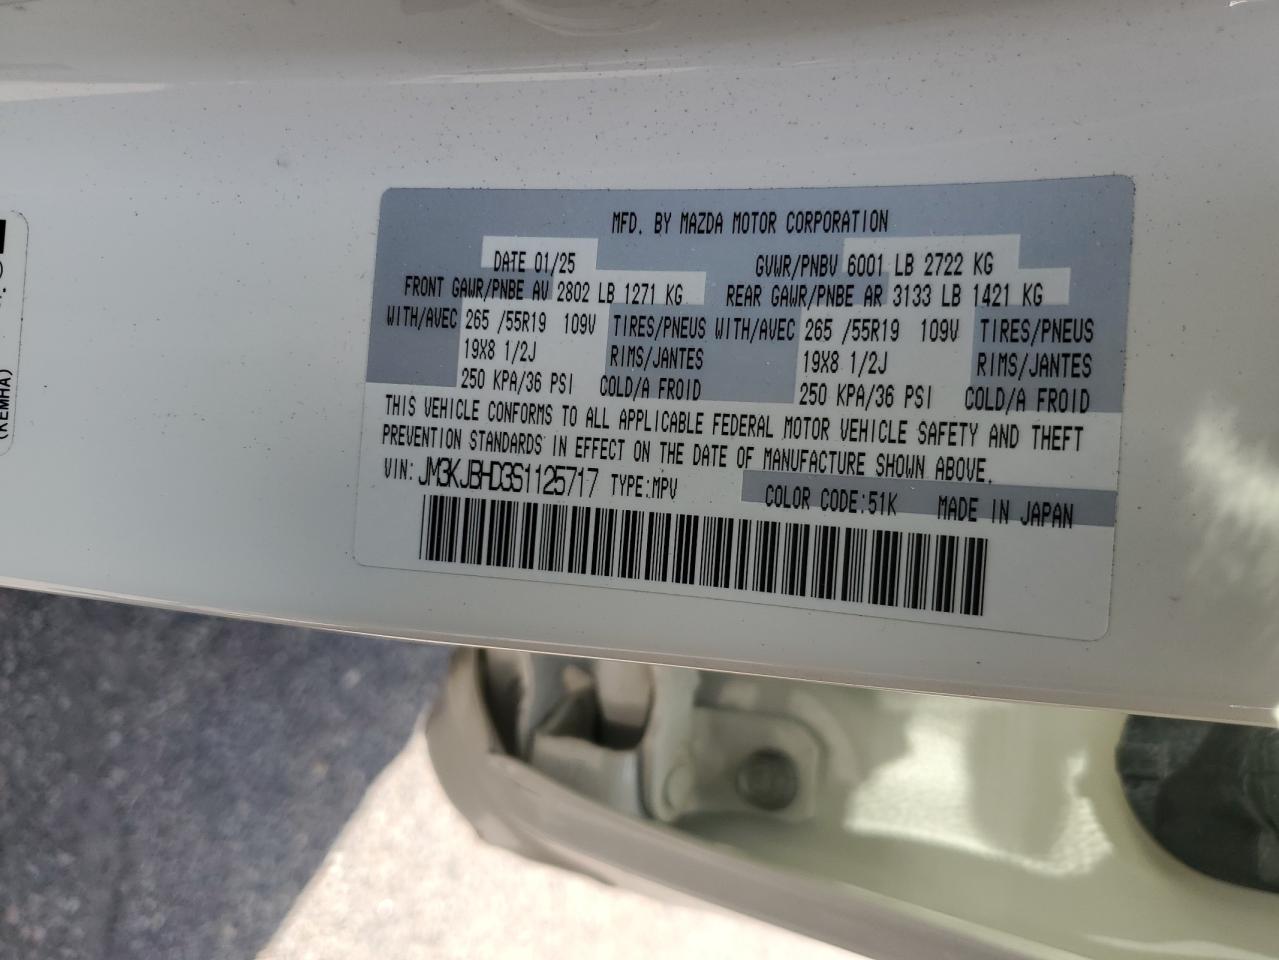 MFD. BY MAZDA MOTOR CORPORATION
DATE 01/25 GVWR/PNBV 6001 LB 2722 KG
FRONT GAWR/PNBE AV 2802 LB 1271 KG REAR GAWR/PNBE AR 3133 LB 1421 KG
WITH/AVEC 265 /55R19 109V TIRES/PNEUS WITH/AVEC 265 /55R19 109V TIRES/PNEUS
19X8 1/2J RIMS/JANTES 19X8 1/2J RIMS/JANTES
250 KPA/36 PSI COLD/A FROID 250 KPA/36 PSI COLD/A FROID
THIS VEHICLE CONFORMS TO ALL APPLICABLE FEDERAL MOTOR VEHICLE SAFETY AND THEFT
PREVENTION STANDARDS IN EFFECT ON THE DATE OF MANUFACTURE SHOWN ABOVE.
VIN: JM3KJBHD3S1125717 TYPE:MPV COLOR CODE:51K MADE IN JAPAN
(KEMHA)